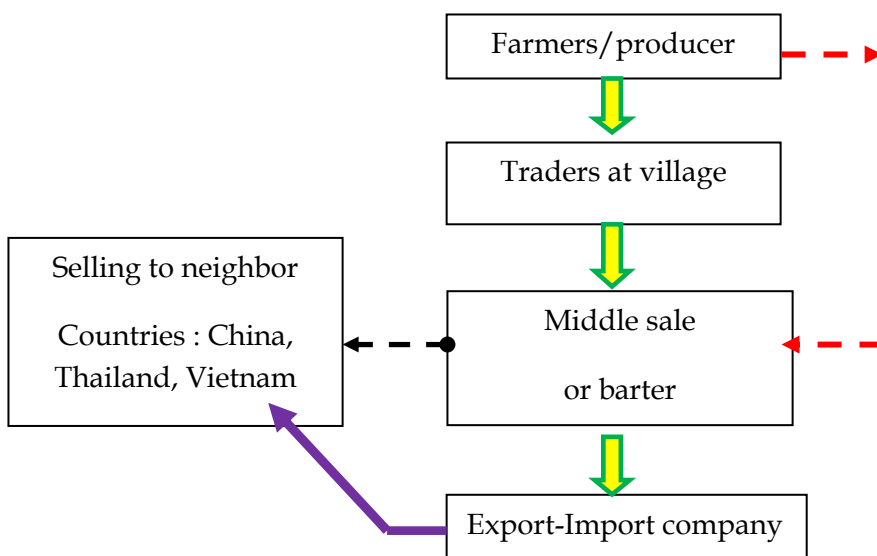 Farmers/producer
Traders at village
Selling to neighbor
Countries : China,
Thailand, Vietnam
Middle sale
or barter
Export-Import company